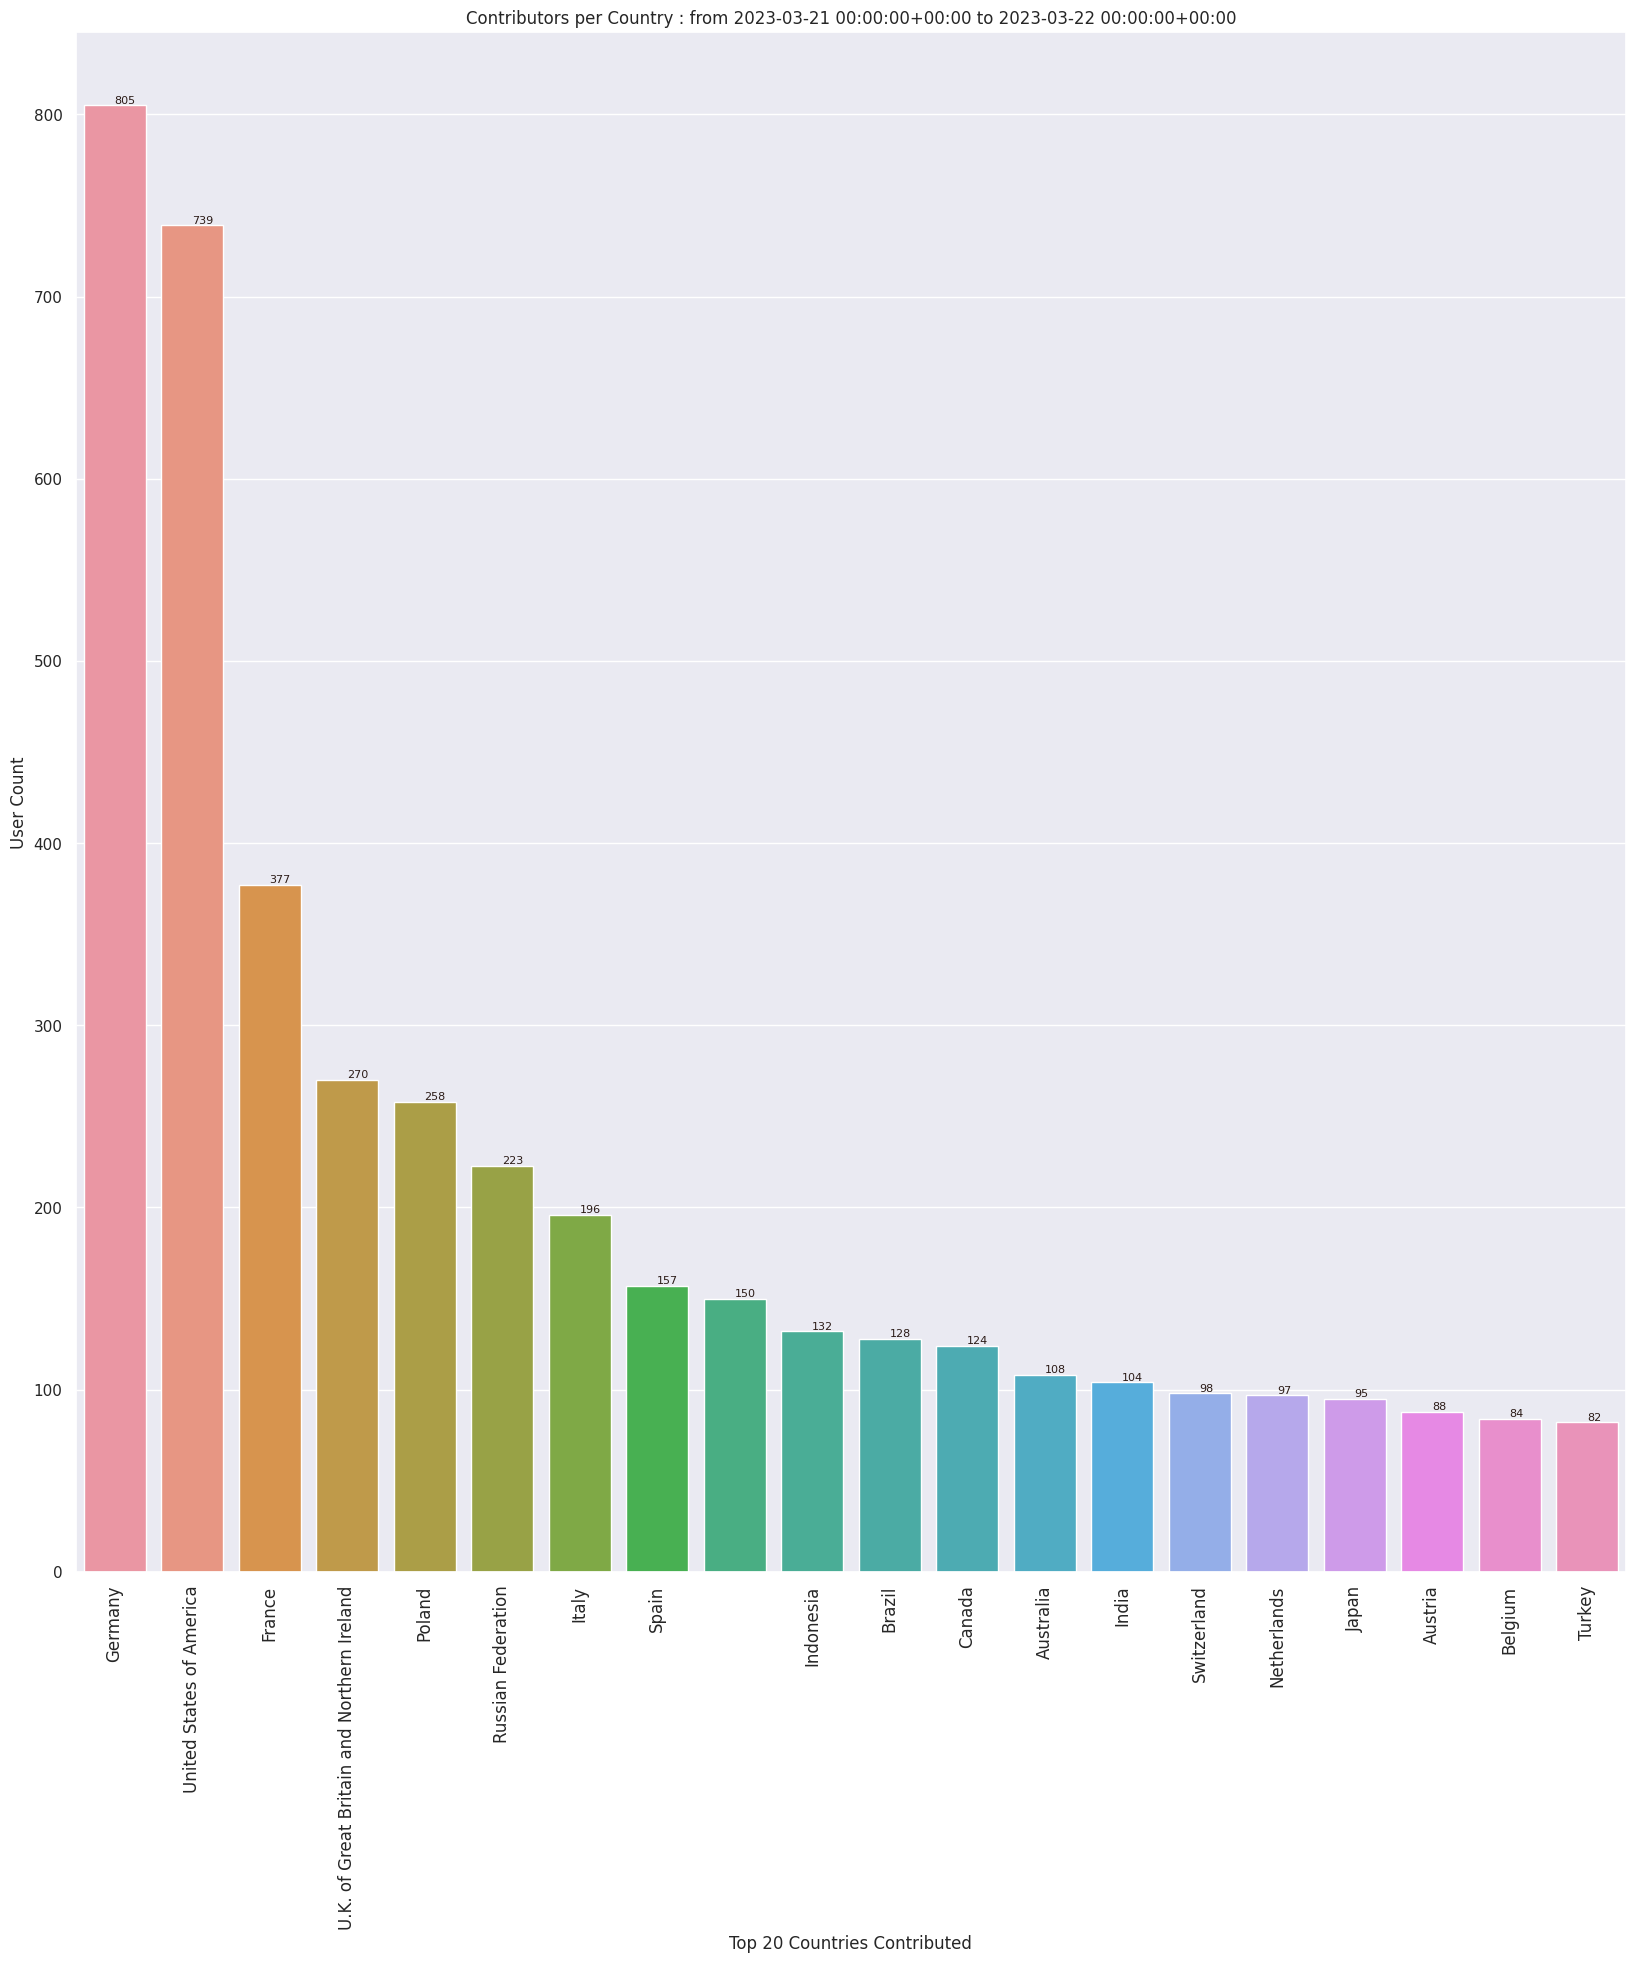 Contributors per Country : from 2023-03-21 00:00:00+00:00 to 2023-03-22 00:00:00+00:00
User Count
800
700
600
500
400
300
200
100
0
805
739
377
270
258
223
196
157
150
132
128
124
108
104
98
97
95
88
84
82
Germany
United States of America
France
U.K. of Great Britain and Northern Ireland
Poland
Russian Federation
Italy
Spain
Indonesia
Brazil
Canada
Australia
India
Switzerland
Netherlands
Japan
Austria
Belgium
Turkey
Top 20 Countries Contributed